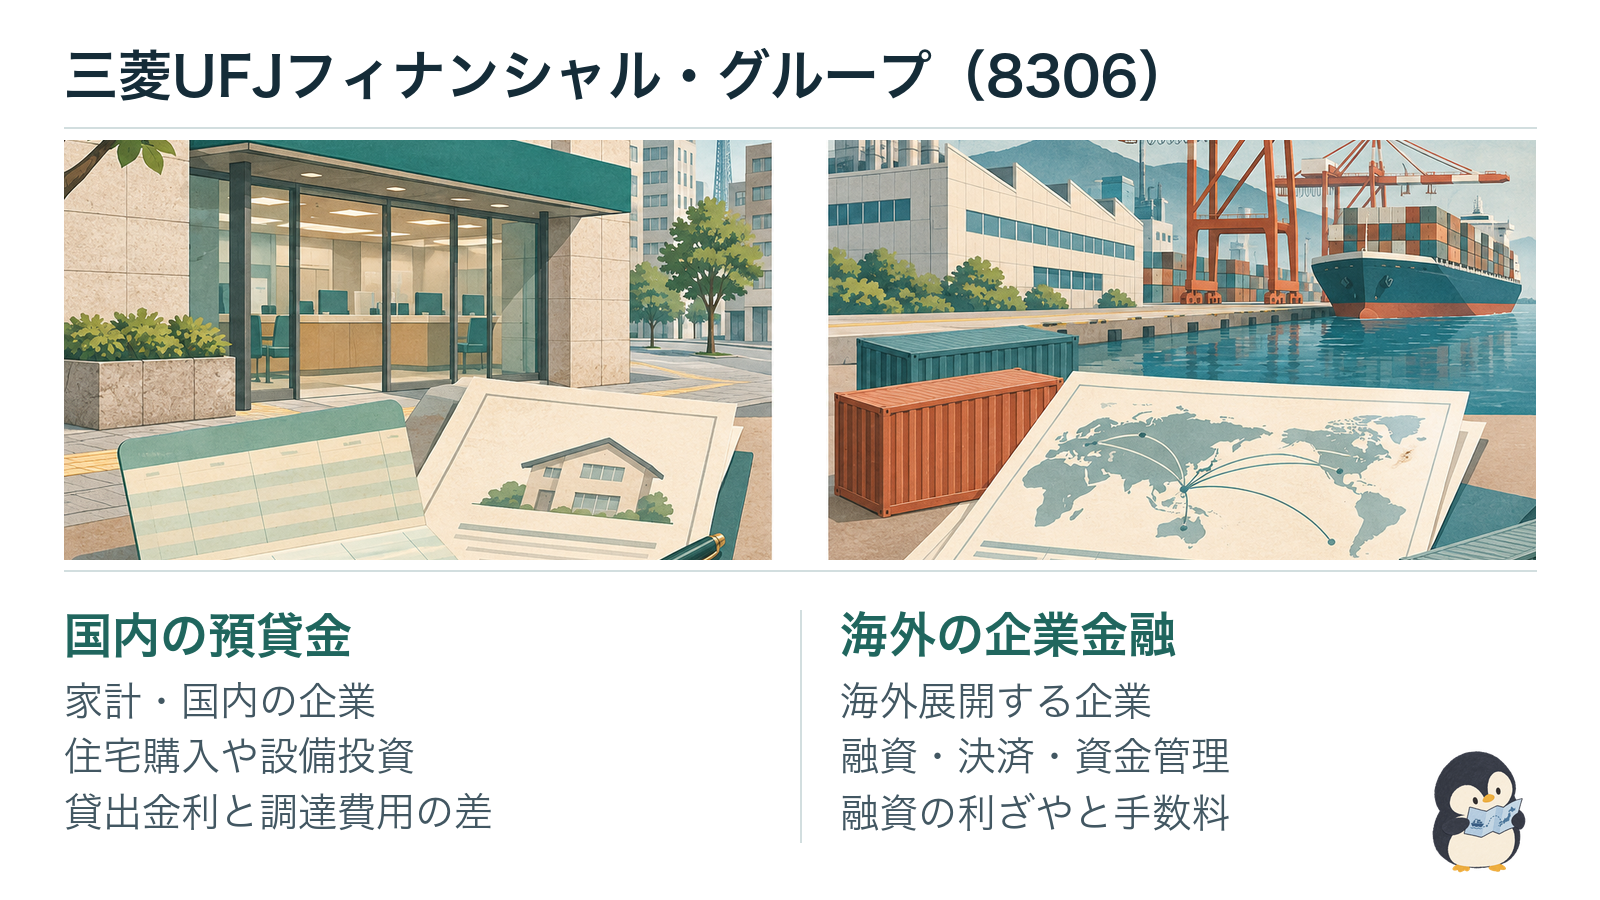 三菱UFJフィナンシャル・グループ（8306）
国内の預貸金
家計・国内の企業
住宅購入や設備投資
貸出金利と調達費用の差
海外の企業金融
海外展開する企業
融資・決済・資金管理
融資の利ざやと手数料